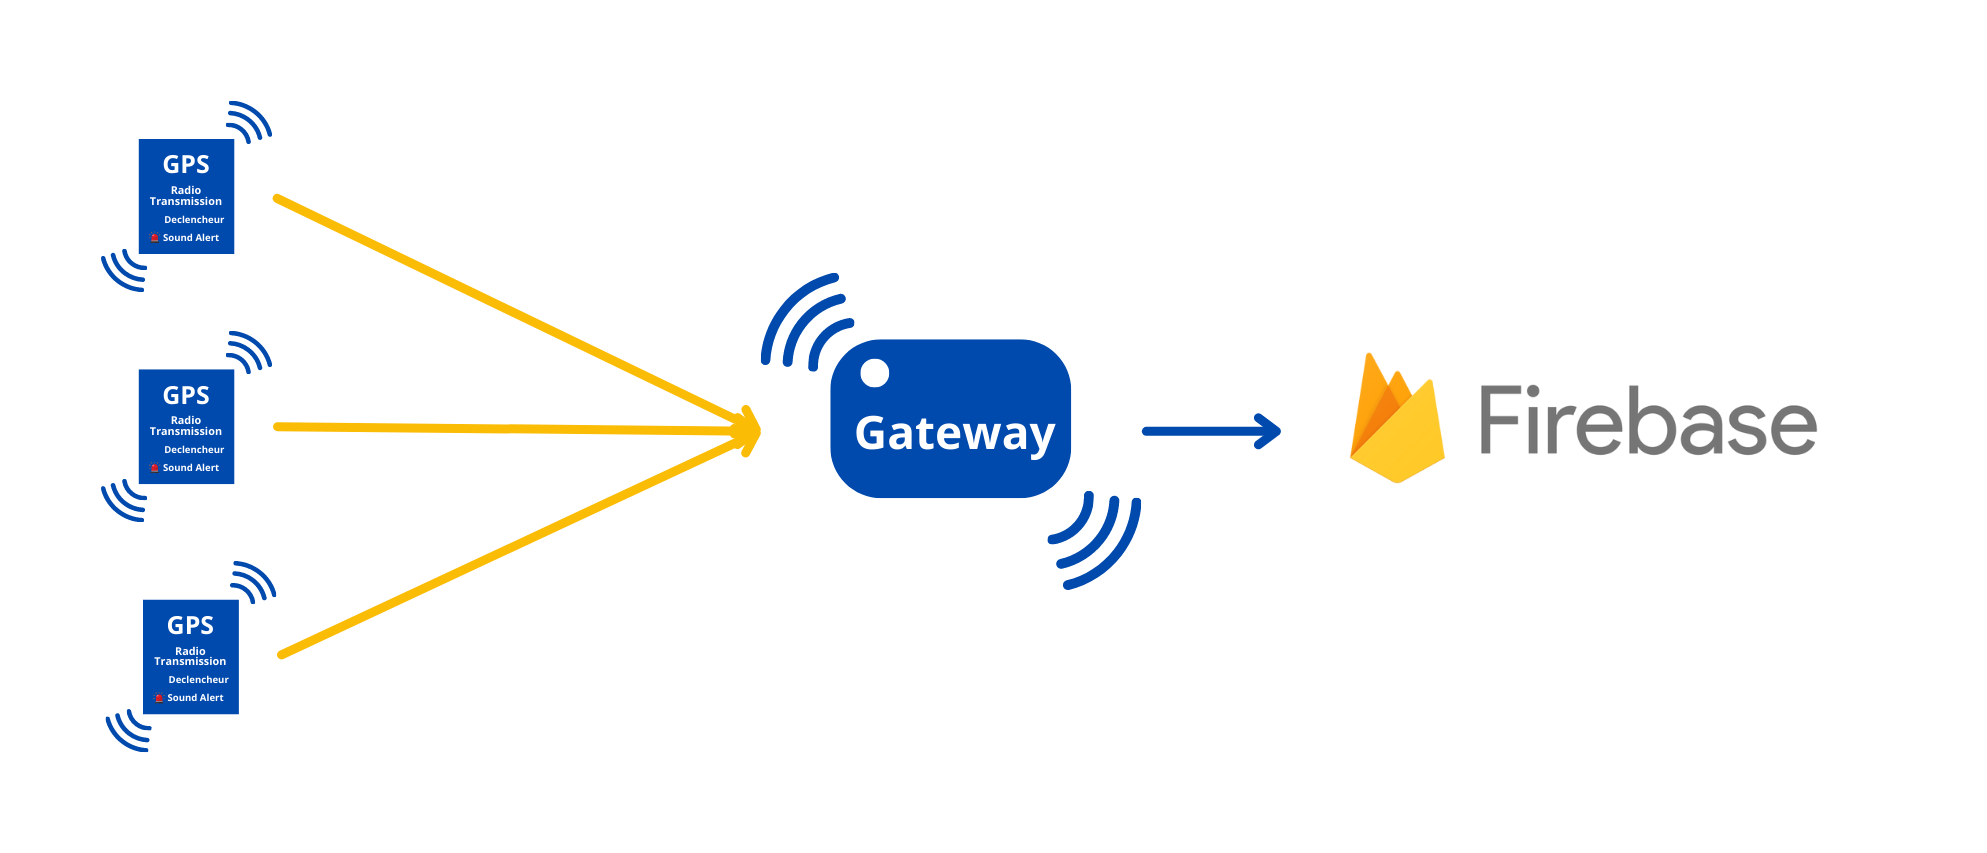 GPS
Radio
Transmission
Declencheur
Sound Alert
GPS
Radio
Transmission
Declencheur
Sound Alert
GPS
Radio
Transmission
Declencheur
Sound Alert
Gateway
Firebase